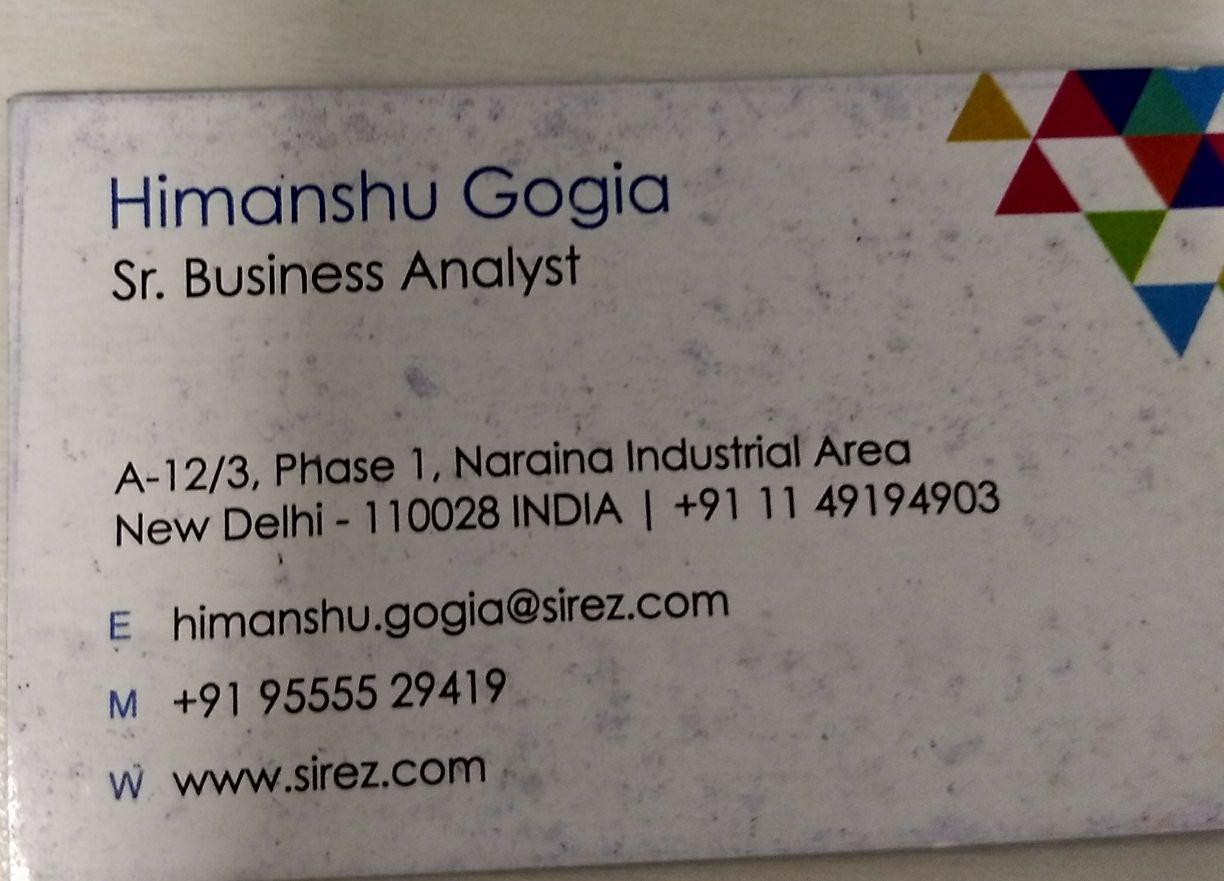 Himanshu Gogia
Sr. Business Analyst
A-12/3, Phase 1, Naraina Industrial Area
New Delhi - 110028 INDIA | +91 11 49194903
E himanshu.gogia@sirez.com
M +91 95555 29419
W www.sirez.com